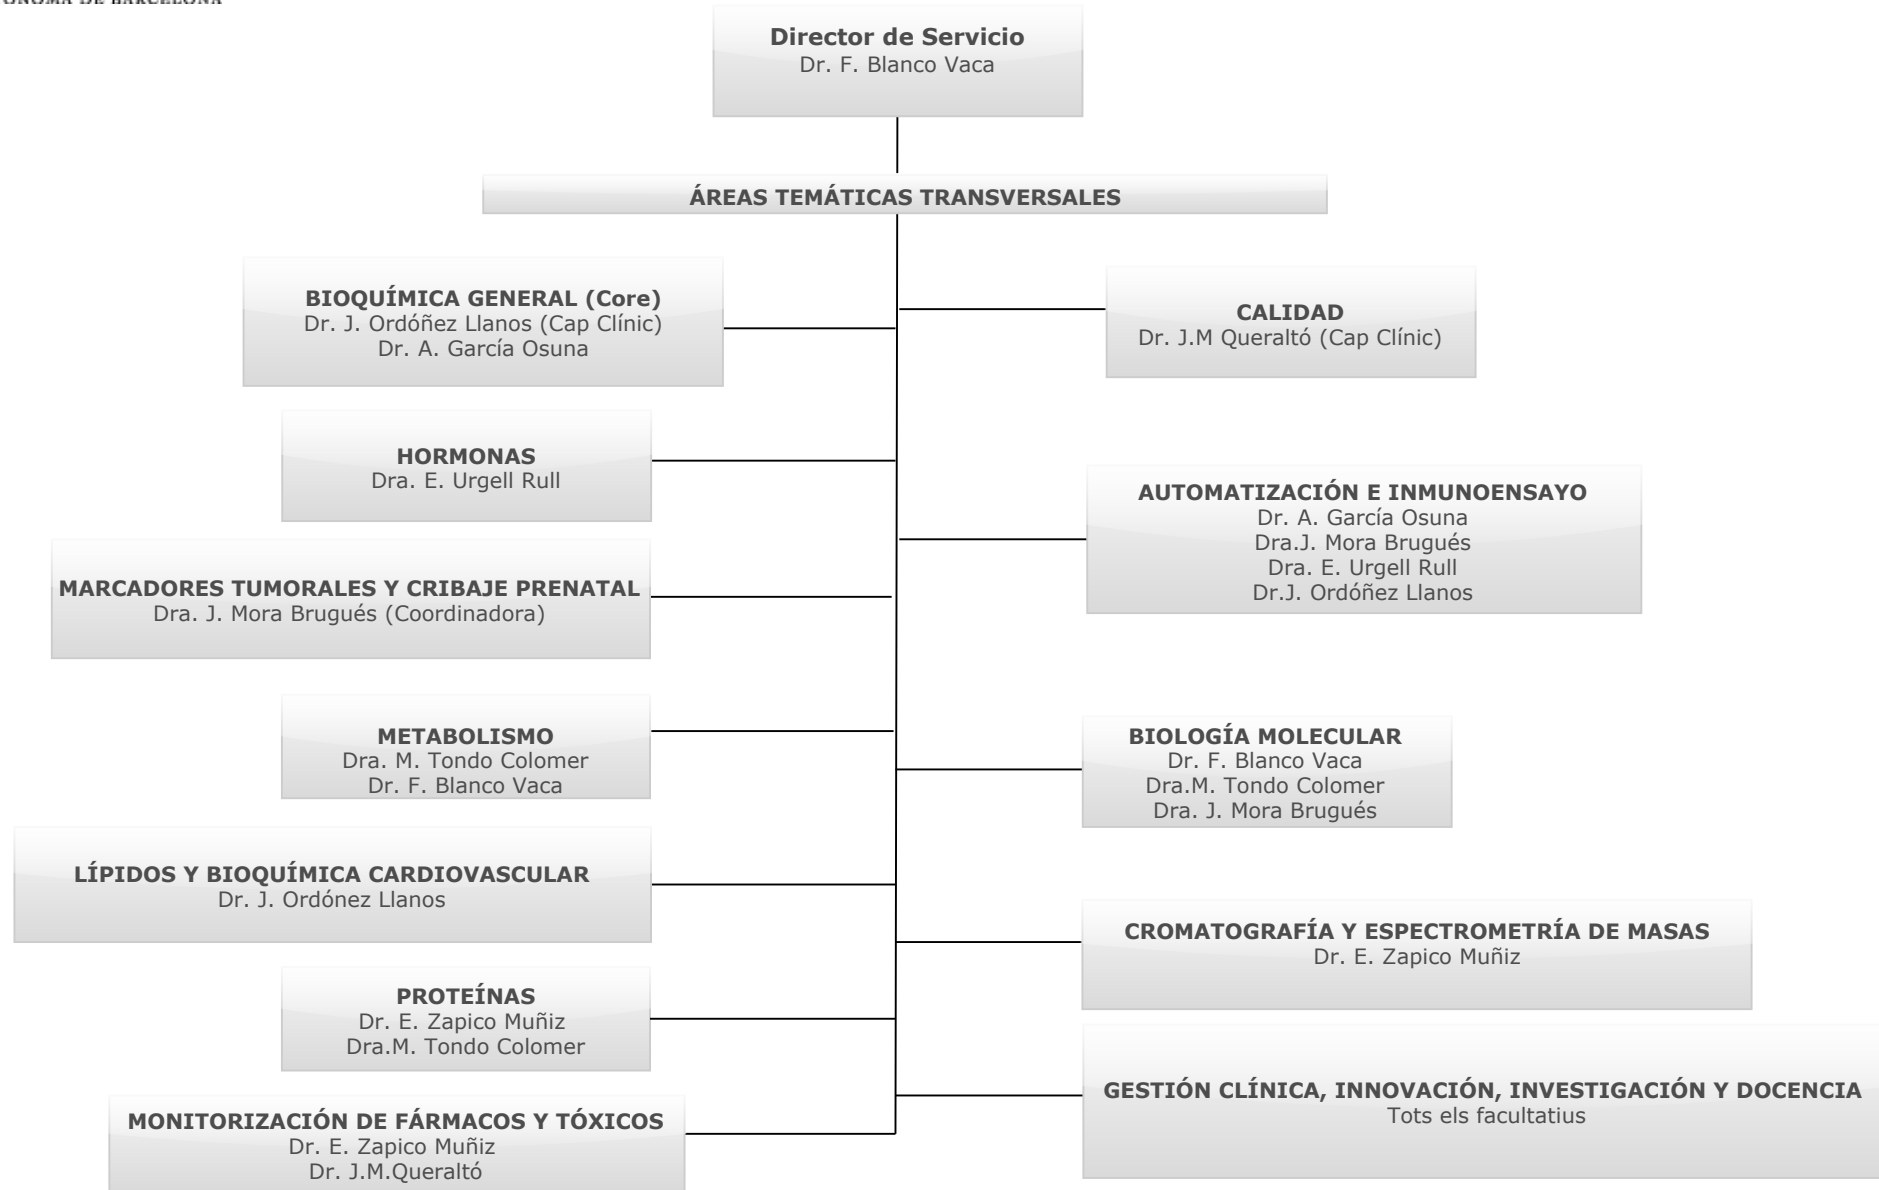 Director de Servicio
Dr. F. Blanco Vaca
ÁREAS TEMÁTICAS TRANSVERSALES
BIOQUÍMICA GENERAL (Core)
Dr. J. Ordóñez Llanos (Cap Clínic)
Dr. A. García Osuna
CALIDAD
Dr. J.M Queraltó (Cap Clínic)
HORMONAS
Dra. E. Urgell Rull
AUTOMATIZACIÓN E INMUNOENSAYO
Dr. A. García Osuna
Dra.J. Mora Brugués
Dra. E. Urgell Rull
Dr.J. Ordóñez Llanos
MARCADORES TUMORALES Y CRIBAJE PRENATAL
Dra. J. Mora Brugués (Coordinadora)
METABOLISMO
Dra. M. Tondo Colomer
Dr. F. Blanco Vaca
BIOLOGÍA MOLECULAR
Dr. F. Blanco Vaca
Dra.M. Tondo Colomer
Dra. J. Mora Brugués
LÍPIDOS Y BIOQUÍMICA CARDIOVASCULAR
Dr. J. Ordónez Llanos
CROMATOGRAFÍA Y ESPECTROMETRÍA DE MASAS
Dr. E. Zapico Muñiz
PROTEÍNAS
Dr. E. Zapico Muñiz
Dra.M. Tondo Colomer
GESTIÓN CLÍNICA, INNOVACIÓN, INVESTIGACIÓN Y DOCENCIA
Tots els facultatius
MONITORIZACIÓN DE FÁRMACOS Y TÓXICOS
Dr. E. Zapico Muñiz
Dr. J.M.Queraltó